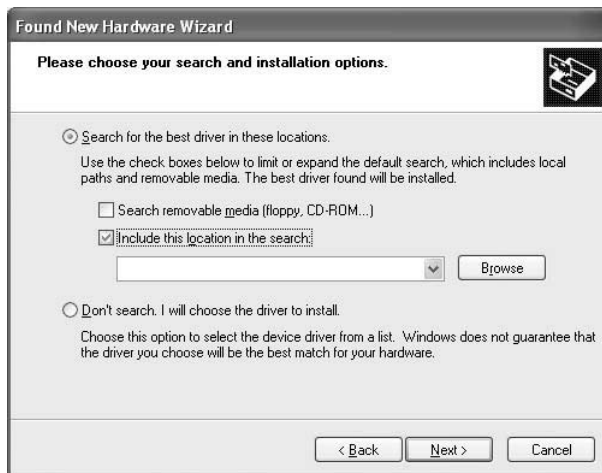 Found New Hardware Wizard
Please choose your search and installation options.
Search for the best driver in these locations.
Use the check boxes below to limit or expand the default search, which includes local
paths and removable media. The best driver found will be installed.
Search removable media (floppy, CD-ROM...)
Include this location in the search:
Browse
Don't search. I will choose the driver to install.
Choose this option to select the device driver from a list. Windows does not guarantee that
the driver you choose will be the best match for your hardware.
< Back Next > Cancel